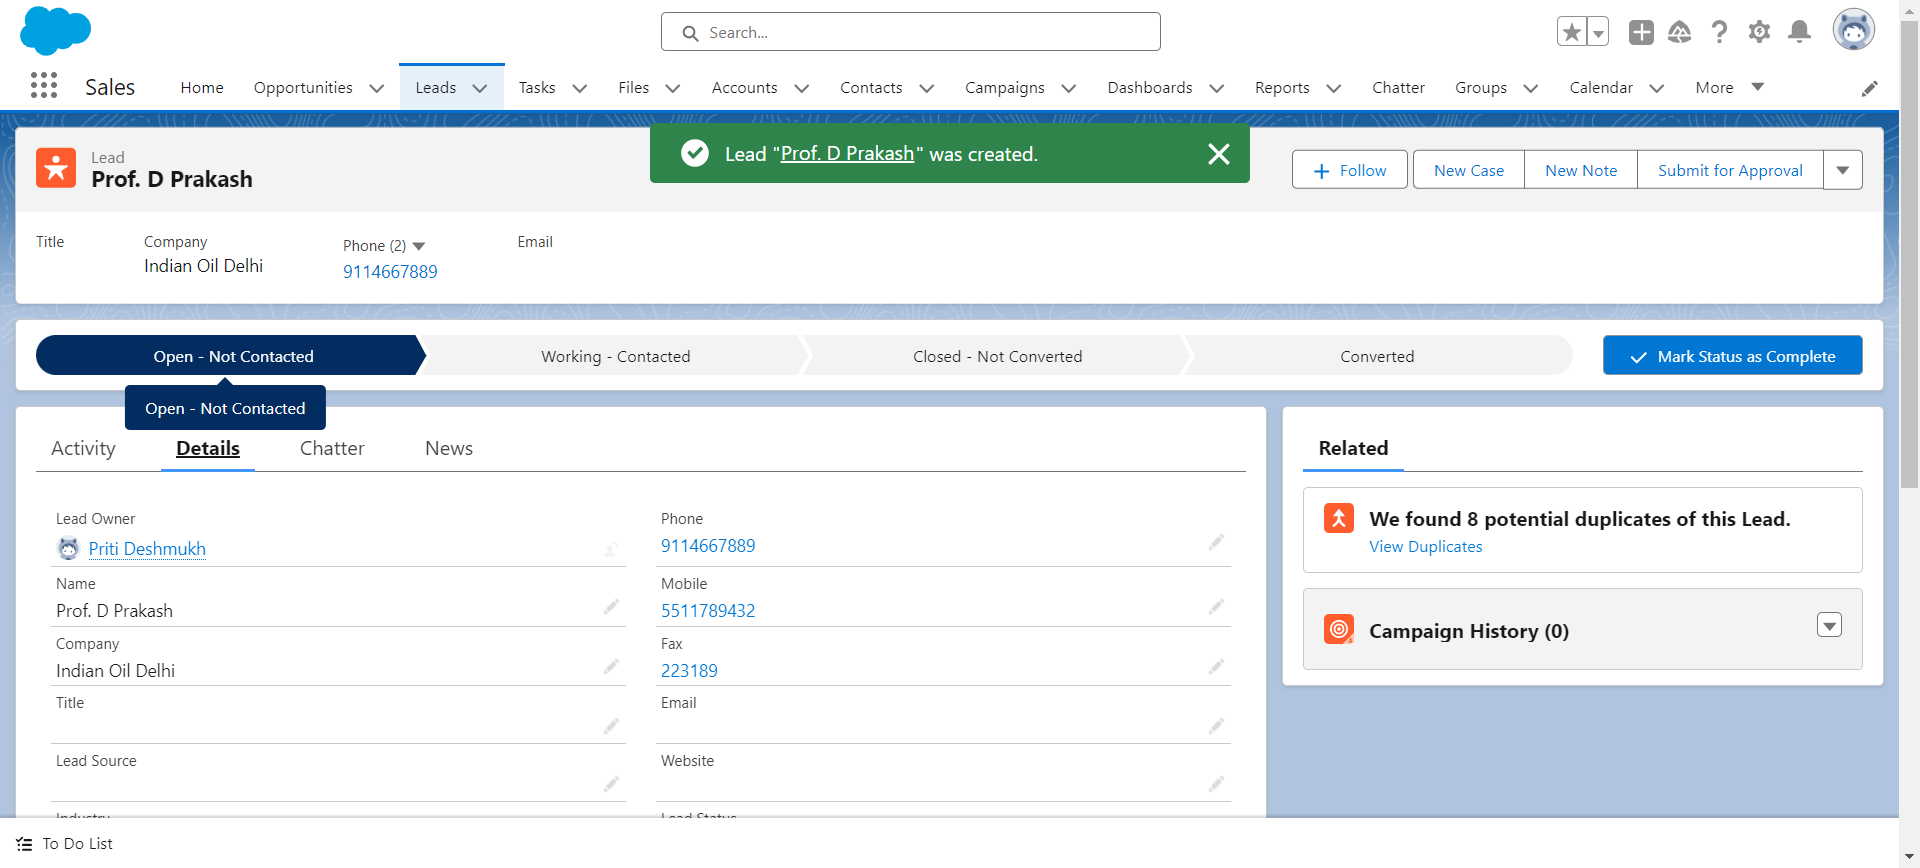 Search...
Sales
Home
Opportunities
Leads
Tasks
Files
Accounts
Contacts
Campaigns
Dashboards
Reports
Chatter
Groups
Calendar
More
Lead
Prof. D Prakash
Lead "Prof. D Prakash" was created.
Follow
New Case
New Note
Submit for Approval
Title
Company
Indian Oil Delhi
Phone (2)
9114667889
Email
Open - Not Contacted
Working - Contacted
Closed - Not Converted
Converted
Mark Status as Complete
Open - Not Contacted
Activity
Details
Chatter
News
Lead Owner
Priti Deshmukh
Phone
9114667889
Name
Prof. D Prakash
Mobile
5511789432
Company
Indian Oil Delhi
Fax
223189
Title
Email
Lead Source
Website
Industry
Lead Status
Related
We found 8 potential duplicates of this Lead.
View Duplicates
Campaign History (0)
To Do List